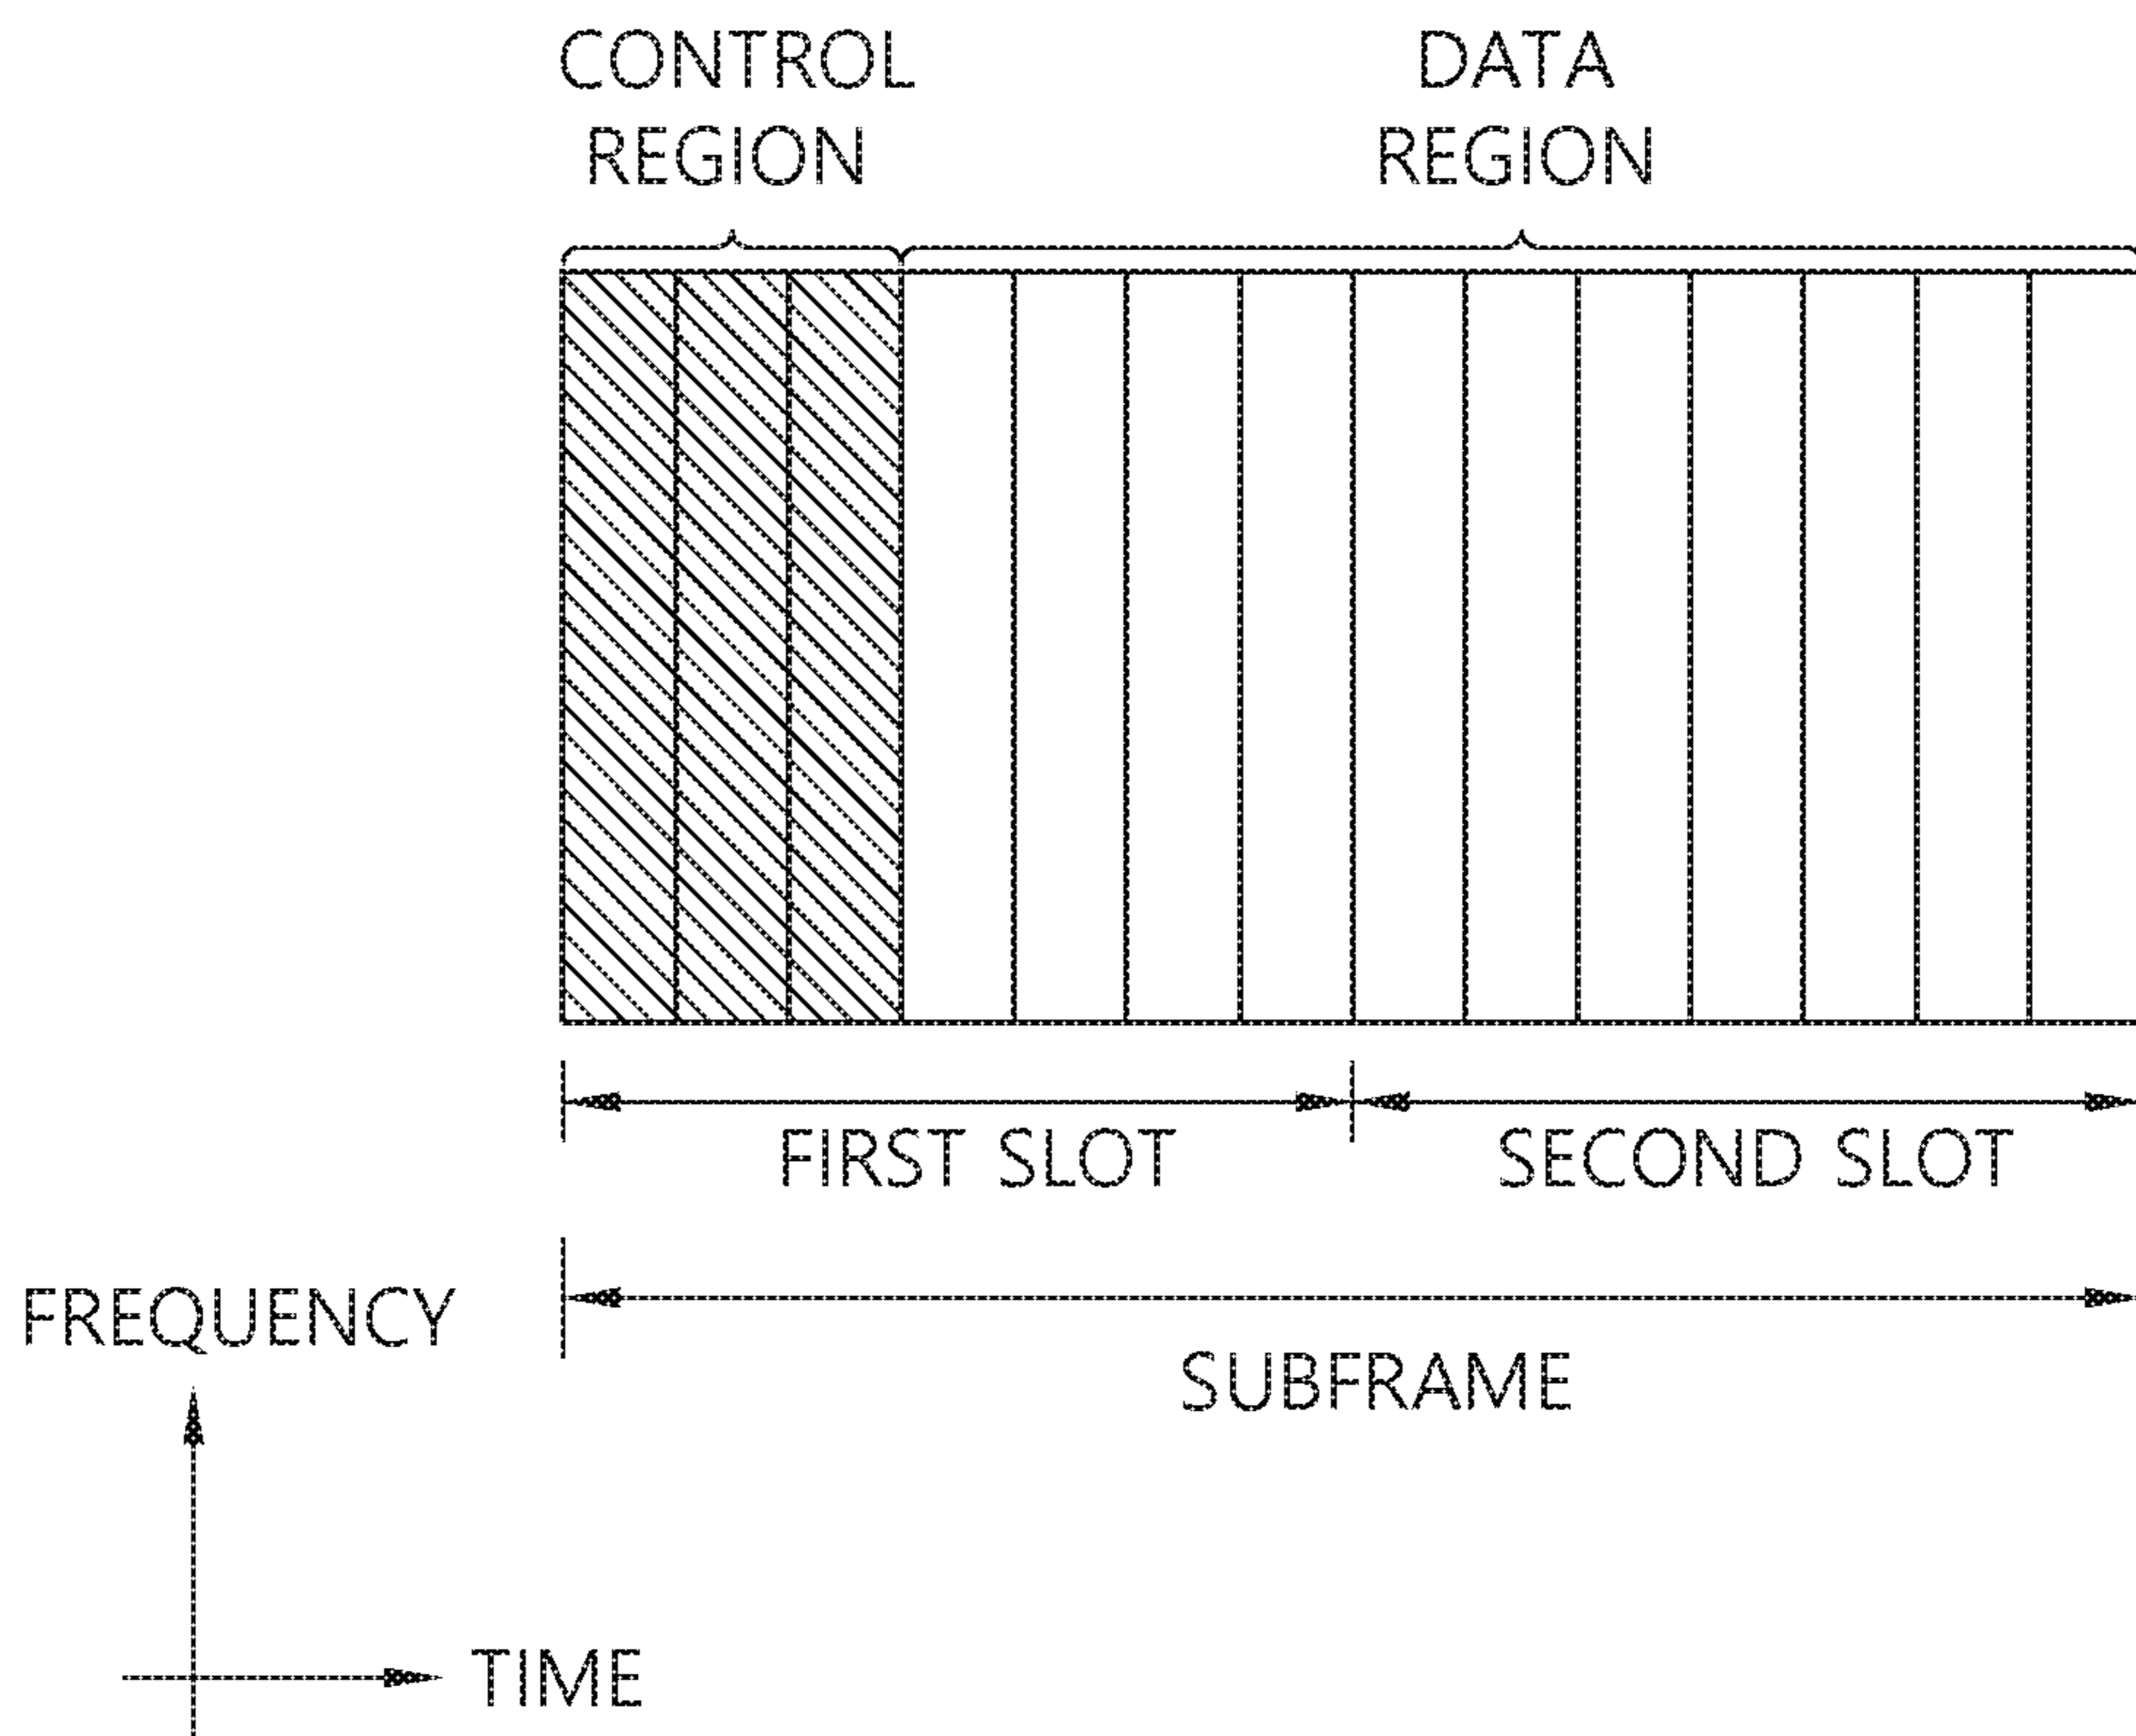 CONTROL
REGION
DATA
REGION
FIRST SLOT
SECOND SLOT
SUBFRAME
FREQUENCY
TIME